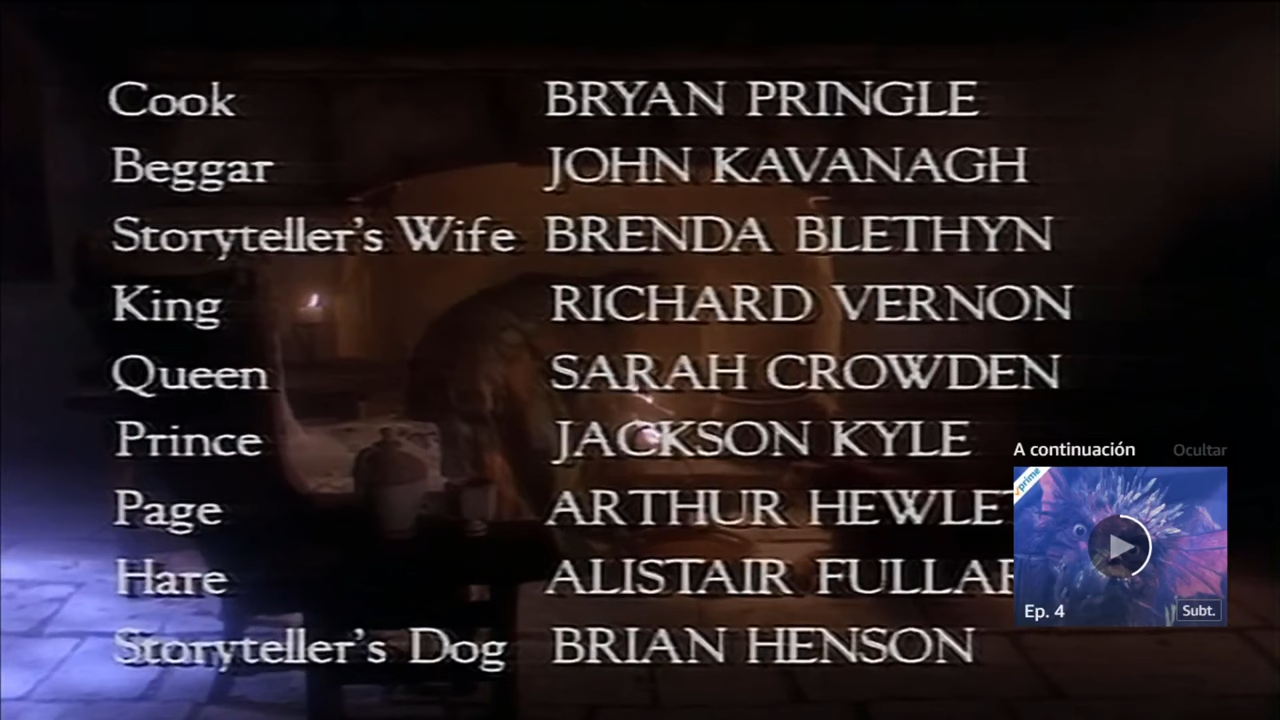 Cook BRYAN PRINGLE
Beggar JOHN KAVANAGH
Storyteller's Wife BRENDA BLETHYN
King RICHARD VERNON
Queen SARAH CROWDEN
Prince JACKSON KYLE
Page ARTHUR
Hare ALISTAIR
Storyteller's Dog BRIAN HENSON
A continuación Ocultar
prime
Ep. 4 Subt.